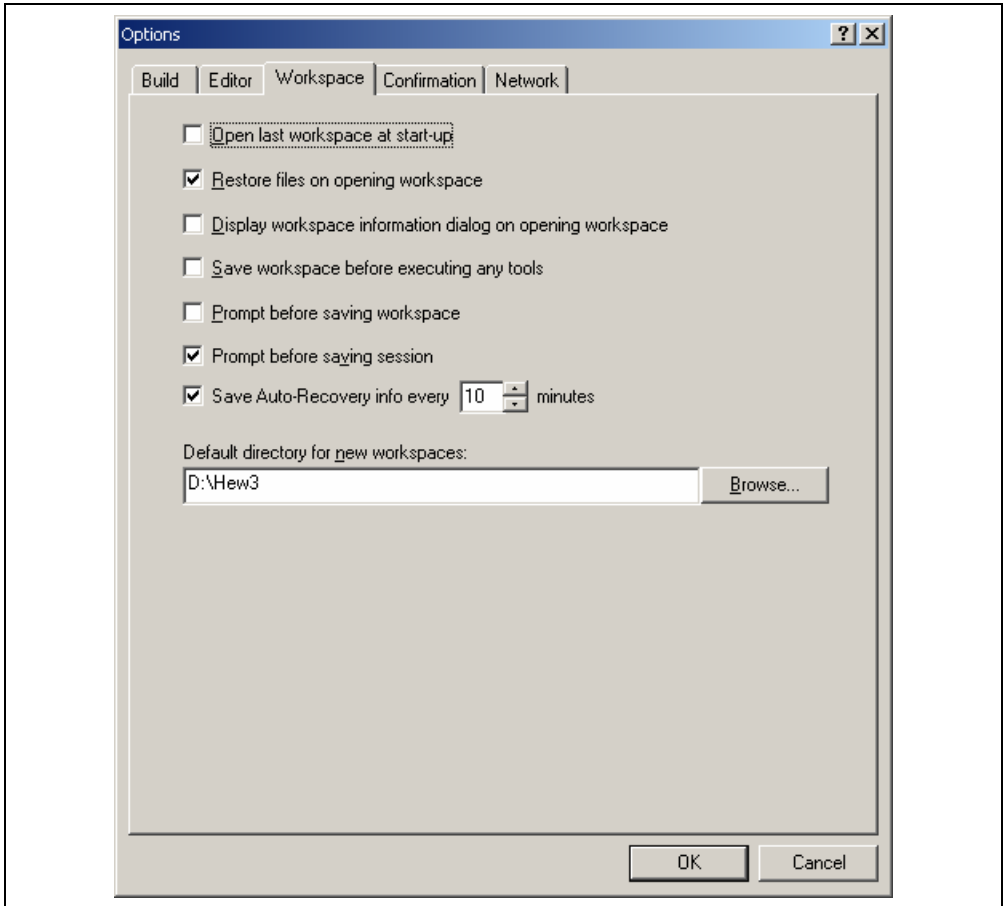 Options
Build Editor Workspace Confirmation Network
Open last workspace at start-up
Restore files on opening workspace
Display workspace information dialog on opening workspace
Save workspace before executing any tools
Prompt before saving workspace
Prompt before saving session
Save Auto-Recovery info every 10 minutes
Default directory for new workspaces:
D:\Hew3 Browse...
OK Cancel